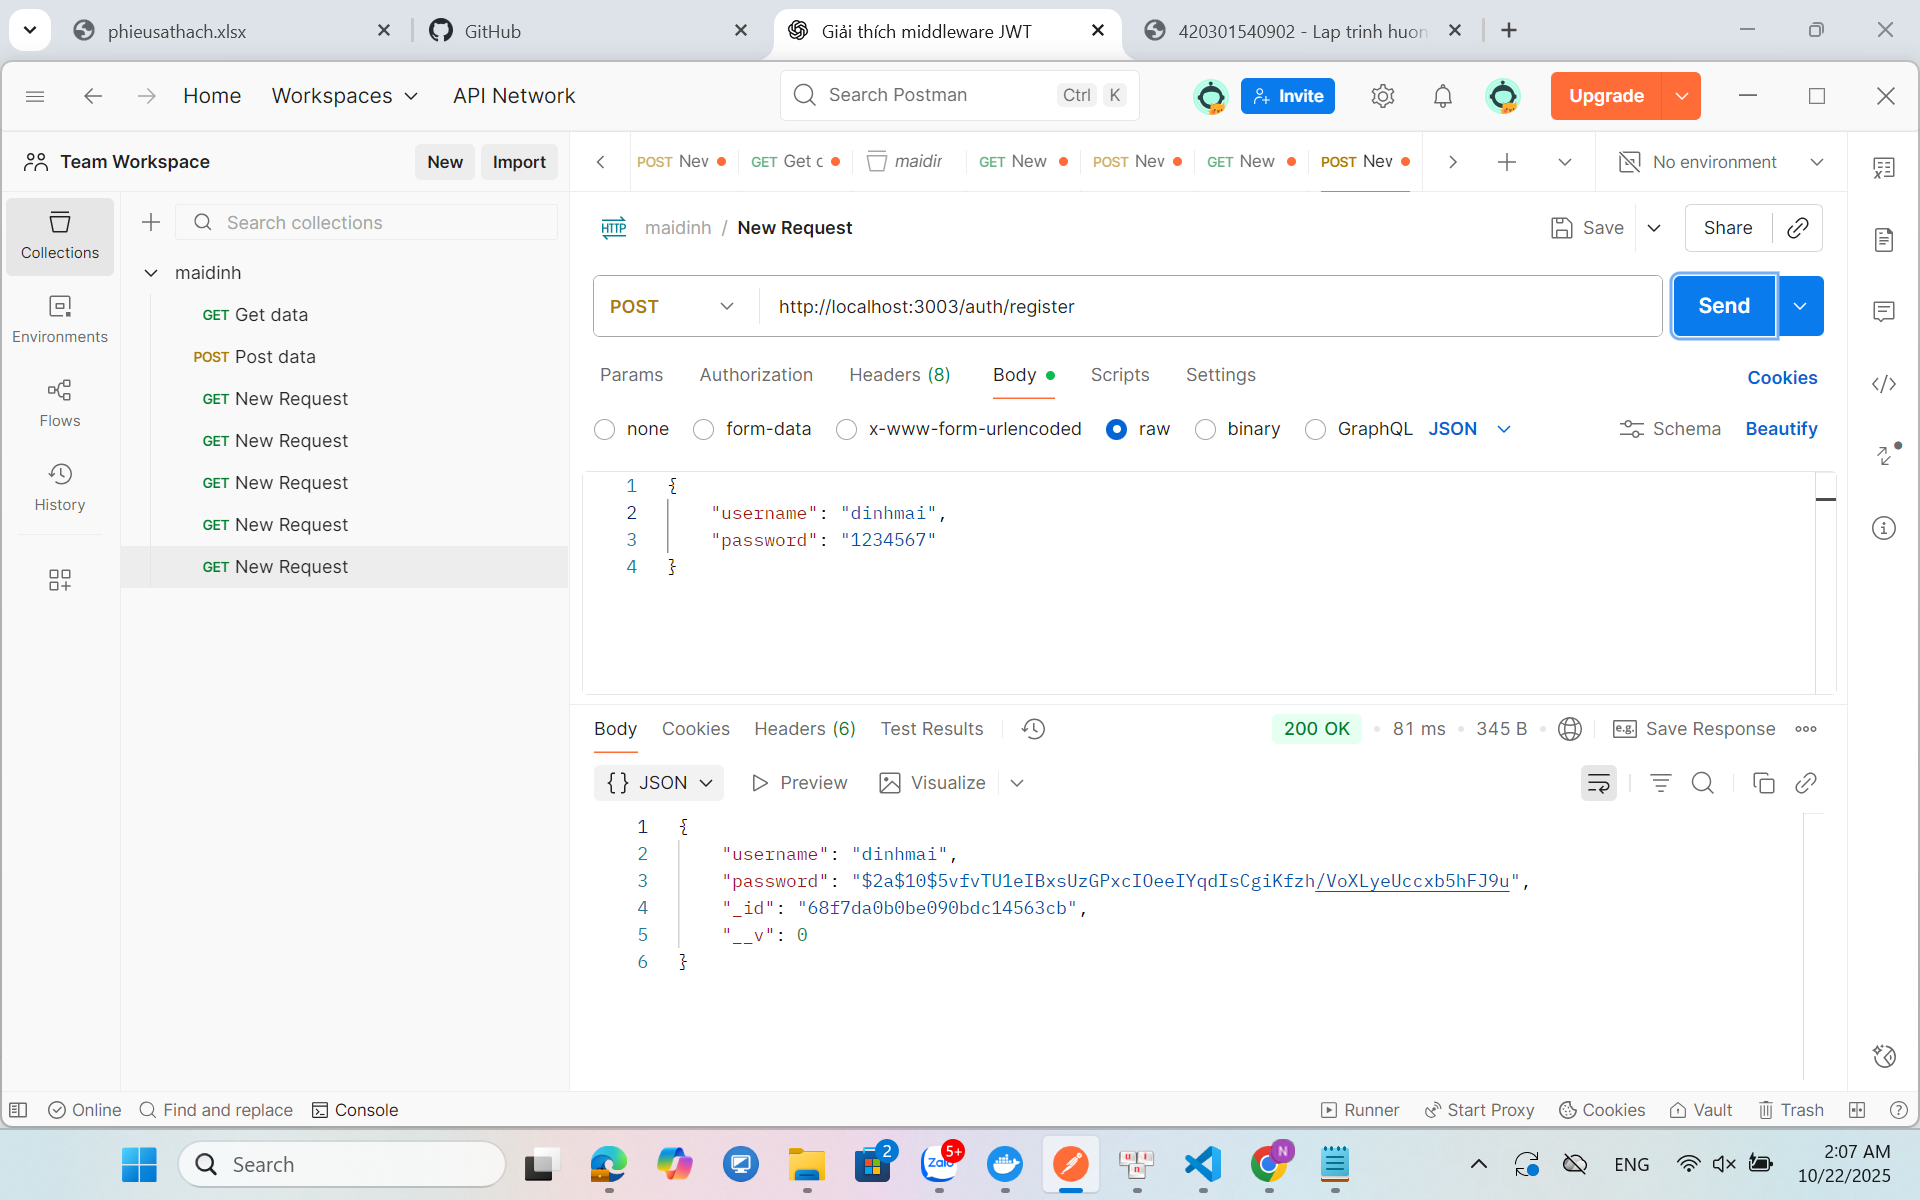 phieusathach.xlsx
GitHub
Giải thích middleware JWT
420301540902 - Lap trinh huon
Home
Workspaces
API Network
Search Postman
Ctrl K
Invite
Upgrade
Team Workspace
New
Import
POST Nev
GET Get c
maidir
GET New
POST Nev
GET New
POST Nev
No environment
Collections
Environments
Flows
History
Search collections
maidinh
GET Get data
POST Post data
GET New Request
GET New Request
GET New Request
GET New Request
GET New Request
HTTP maidinh / New Request
Save
Share
POST
http://localhost:3003/auth/register
Send
Params
Authorization
Headers (8)
Body
Scripts
Settings
Cookies
none
form-data
x-www-form-urlencoded
raw
binary
GraphQL
JSON
Schema
Beautify
1 {
2 "username": "dinhmai",
3 "password": "1234567"
4 }
Body
Cookies
Headers (6)
Test Results
200 OK
81 ms
345 B
e.g. Save Response
{} JSON
Preview
Visualize
1 {
2 "username": "dinhmai",
3 "password": "$2a$10$5vfvTU1eIBxsUzGPxcIOeeIYqdIsCgiKfzh/VoXLyeUccxb5hFJ9u",
4 "_id": "68f7da0b0be090bdc14563cb",
5 "__v": 0
6 }
Online
Find and replace
Console
Runner
Start Proxy
Cookies
Vault
Trash
Search
2
Zalo
5+
N
ENG
2:07 AM
10/22/2025